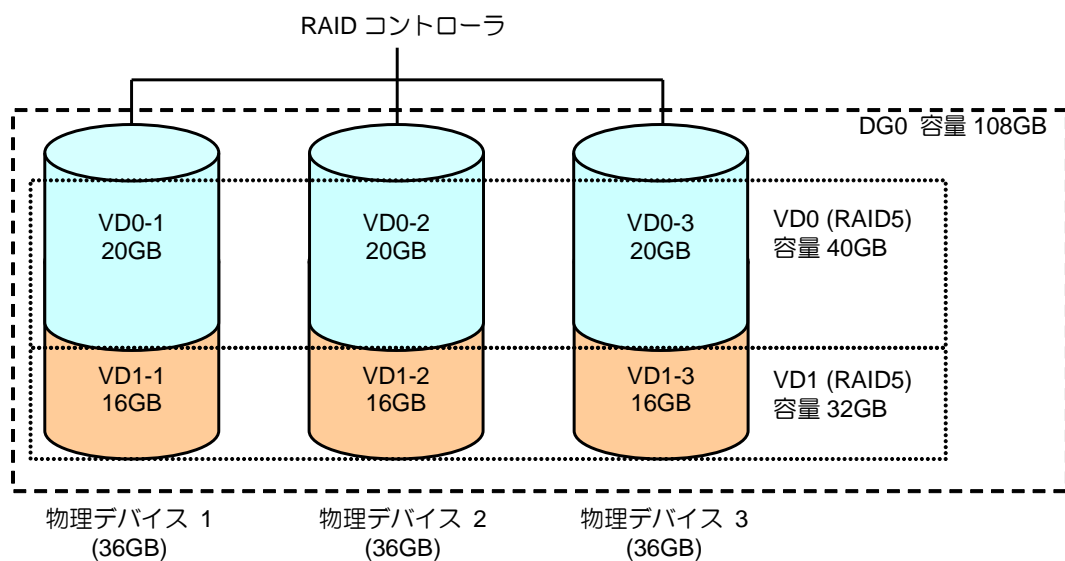 RAID コントローラ
DG0 容量 108GB
VD0-1
20GB
VD0-2
20GB
VD0-3
20GB
VD0 (RAID5)
容量 40GB
VD1-1
16GB
VD1-2
16GB
VD1-3
16GB
VD1 (RAID5)
容量 32GB
物理デバイス 1
(36GB)
物理デバイス 2
(36GB)
物理デバイス 3
(36GB)